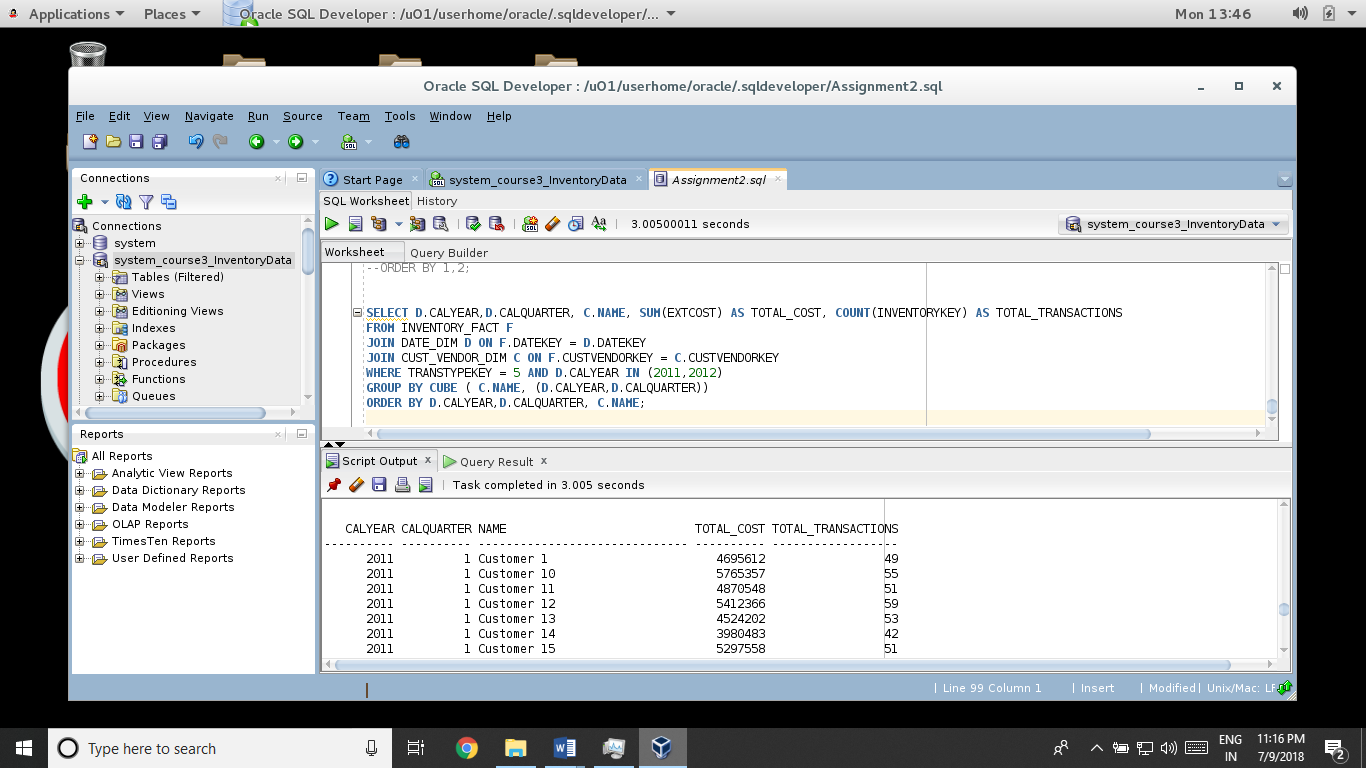 Applications Places Oracle SQL Developer : /u01/userhome/oracle/.sqldeveloper/... Mon 13:46
Oracle SQL Developer : /u01/userhome/oracle/.sqldeveloper/Assignment2.sql
File Edit View Navigate Run Source Team Tools Window Help
Connections
Connections
system
system_course3_InventoryData
Tables (Filtered)
Views
Editioning Views
Indexes
Packages
Procedures
Functions
Queues
Reports
All Reports
Analytic View Reports
Data Dictionary Reports
Data Modeler Reports
OLAP Reports
TimesTen Reports
User Defined Reports
Start Page system_course3_InventoryData Assignment2.sql
SQL Worksheet History
3.00500011 seconds system_course3_InventoryData
Worksheet Query Builder
--ORDER BY 1,2;
SELECT D.CALYEAR,D.CALQUARTER, C.NAME, SUM(EXTCOST) AS TOTAL_COST, COUNT(INVENTORYKEY) AS TOTAL_TRANSACTIONS
FROM INVENTORY_FACT F
JOIN DATE_DIM D ON F.DATEKEY = D.DATEKEY
JOIN CUST_VENDOR_DIM C ON F.CUSTVENDORKEY = C.CUSTVENDORKEY
WHERE TRANSTYPEKEY = 5 AND D.CALYEAR IN (2011,2012)
GROUP BY CUBE ( C.NAME, (D.CALYEAR,D.CALQUARTER))
ORDER BY D.CALYEAR,D.CALQUARTER, C.NAME;
Script Output Query Result
Task completed in 3.005 seconds
CALYEAR CALQUARTER NAME TOTAL_COST TOTAL_TRANSACTIONS
---------- ---------- ------------------------------ ---------- ------------------
2011 1 Customer 1 4695612 49
2011 1 Customer 10 5765357 55
2011 1 Customer 11 4870548 51
2011 1 Customer 12 5412366 59
2011 1 Customer 13 4524202 53
2011 1 Customer 14 3980483 42
2011 1 Customer 15 5297558 51
| Line 99 Column 1 | Insert | Modified | Unix/Mac: LF
Type here to search
ENG
IN
11:16 PM
7/9/2018
2